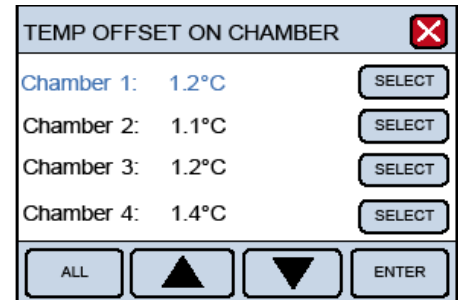 TEMP OFFSET ON CHAMBER
Chamber 1: 1.2°C SELECT
Chamber 2: 1.1°C SELECT
Chamber 3: 1.2°C SELECT
Chamber 4: 1.4°C SELECT
ALL ENTER